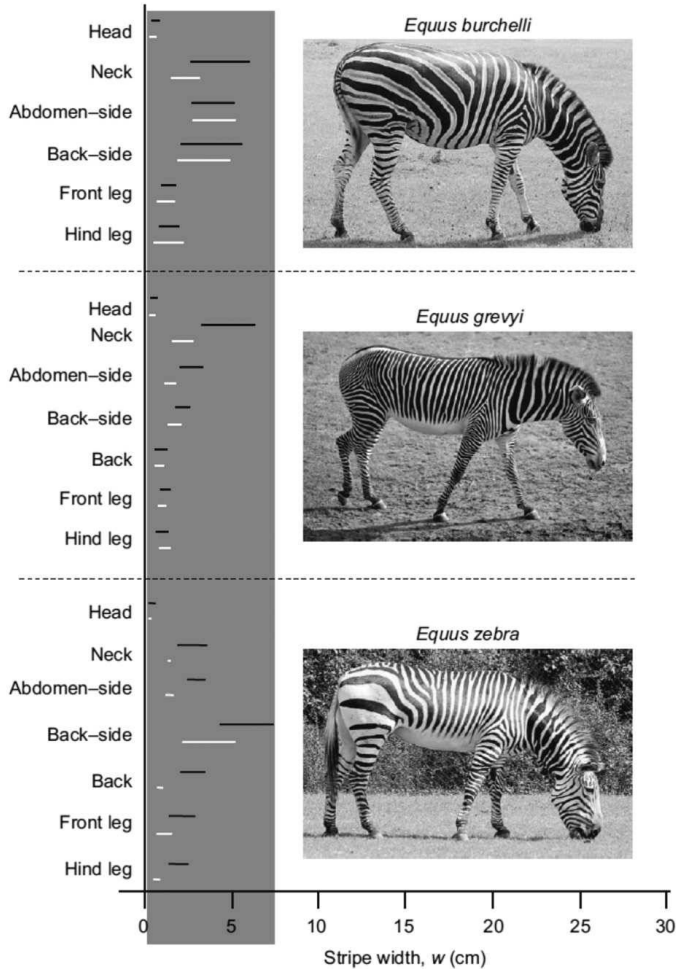 Equus burchelli
Head
Neck
Abdomen–side
Back–side
Front leg
Hind leg
Equus grevyi
Head
Neck
Abdomen–side
Back–side
Back
Front leg
Hind leg
Equus zebra
Head
Neck
Abdomen–side
Back–side
Back
Front leg
Hind leg
0 5 10 15 20 25 30
Stripe width, w (cm)